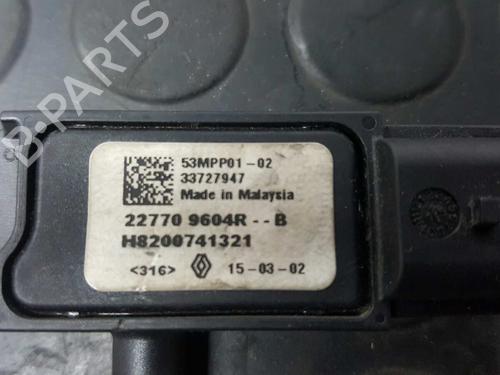 B-PARTS
53MPP01-02
33727947
Made in Malaysia
22770 9604R--B
H8200741321
<316> 15-03-02